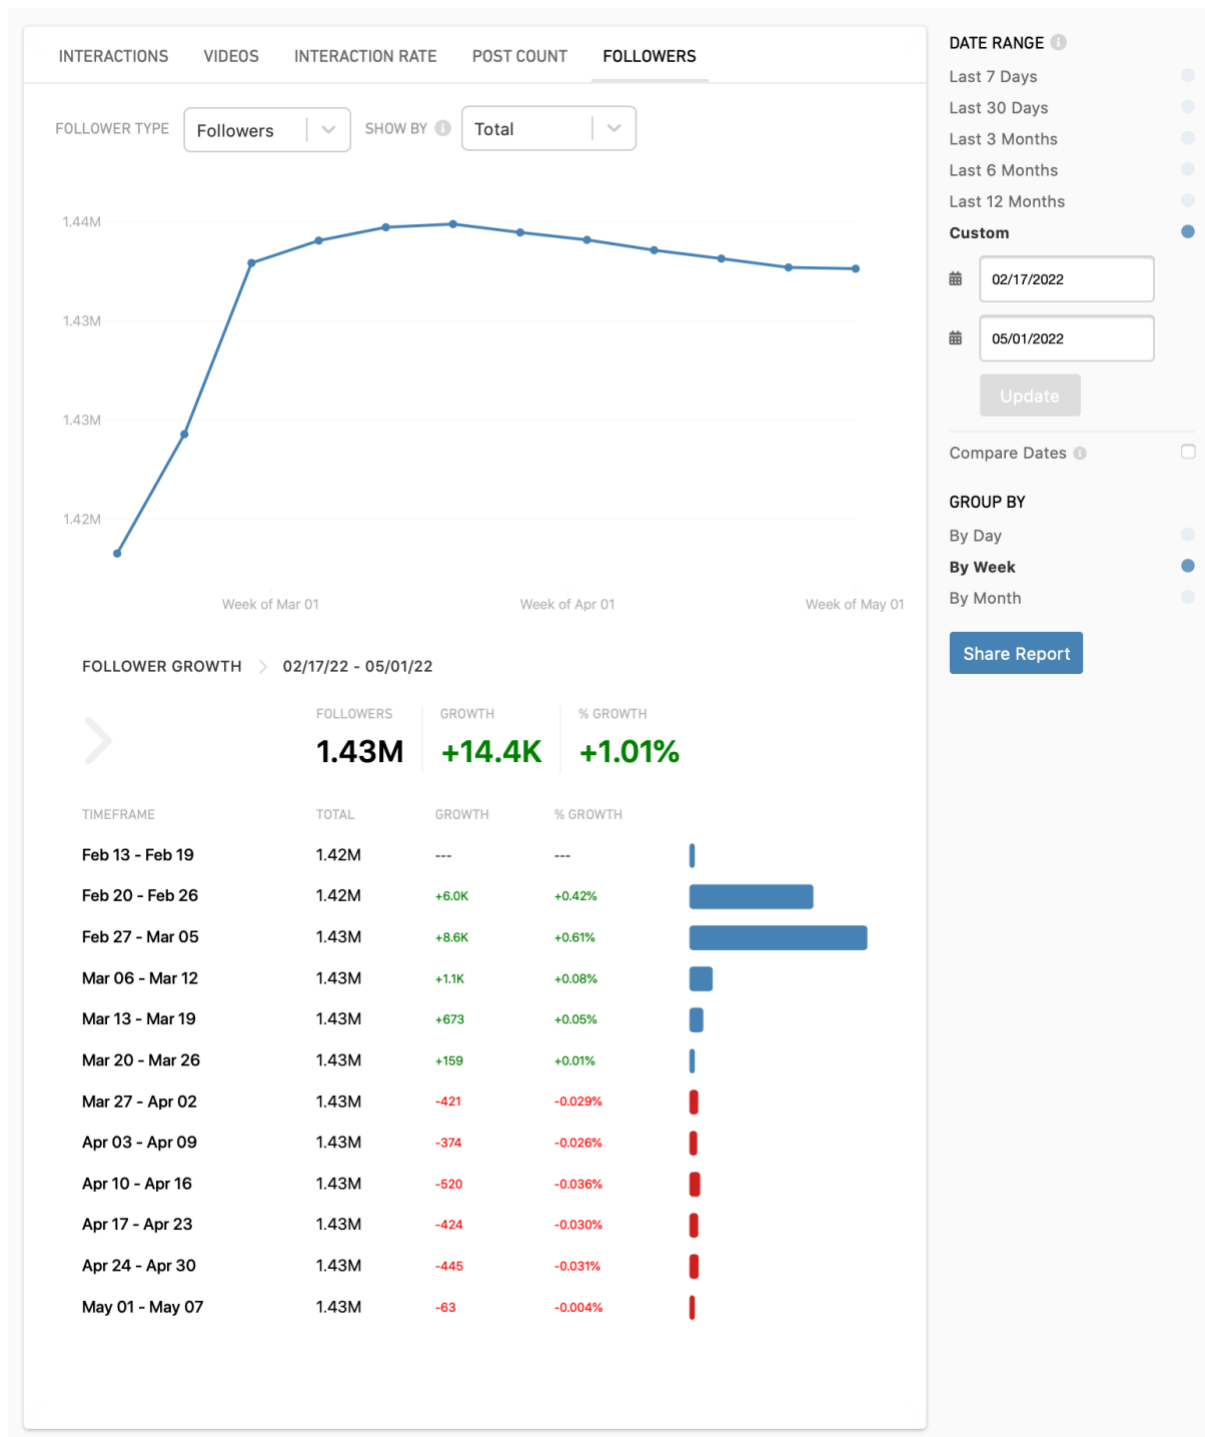 INTERACTIONS VIDEOS INTERACTION RATE POST COUNT FOLLOWERS
FOLLOWER TYPE Followers SHOW BY Total
1.44M
1.43M
1.43M
1.42M
Week of Mar 01 Week of Apr 01 Week of May 01
FOLLOWER GROWTH 02/17/22 - 05/01/22
FOLLOWERS GROWTH % GROWTH
1.43M +14.4K +1.01%
TIMEFRAME TOTAL GROWTH % GROWTH
Feb 13 - Feb 19 1.42M --- ---
Feb 20 - Feb 26 1.42M +6.0K +0.42%
Feb 27 - Mar 05 1.43M +8.6K +0.61%
Mar 06 - Mar 12 1.43M +1.1K +0.08%
Mar 13 - Mar 19 1.43M +673 +0.05%
Mar 20 - Mar 26 1.43M +159 +0.01%
Mar 27 - Apr 02 1.43M -421 -0.029%
Apr 03 - Apr 09 1.43M -374 -0.026%
Apr 10 - Apr 16 1.43M -520 -0.036%
Apr 17 - Apr 23 1.43M -424 -0.030%
Apr 24 - Apr 30 1.43M -445 -0.031%
May 01 - May 07 1.43M -63 -0.004%
DATE RANGE
Last 7 Days
Last 30 Days
Last 3 Months
Last 6 Months
Last 12 Months
Custom
02/17/2022
05/01/2022
Update
Compare Dates
GROUP BY
By Day
By Week
By Month
Share Report